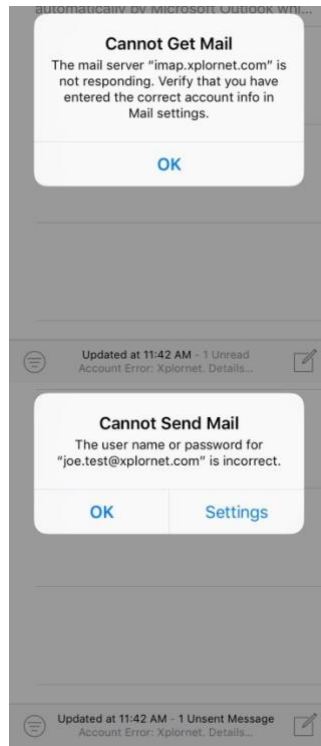 automatically by Microsoft Outlook whi...
Cannot Get Mail
The mail server “imap.xplornet.com” is
not responding. Verify that you have
entered the correct account info in
Mail settings.
OK
Updated at 11:42 AM - 1 Unread
Account Error: Xplornet. Details...
Cannot Send Mail
The user name or password for
“joe.test@xplornet.com” is incorrect.
OK Settings
Updated at 11:42 AM - 1 Unsent Message
Account Error: Xplornet. Details...